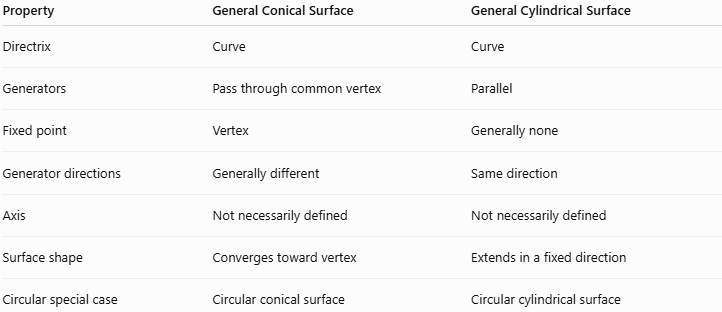 Property General Conical Surface General Cylindrical Surface
Directrix Curve Curve
Generators Pass through common vertex Parallel
Fixed point Vertex Generally none
Generator directions Generally different Same direction
Axis Not necessarily defined Not necessarily defined
Surface shape Converges toward vertex Extends in a fixed direction
Circular special case Circular conical surface Circular cylindrical surface